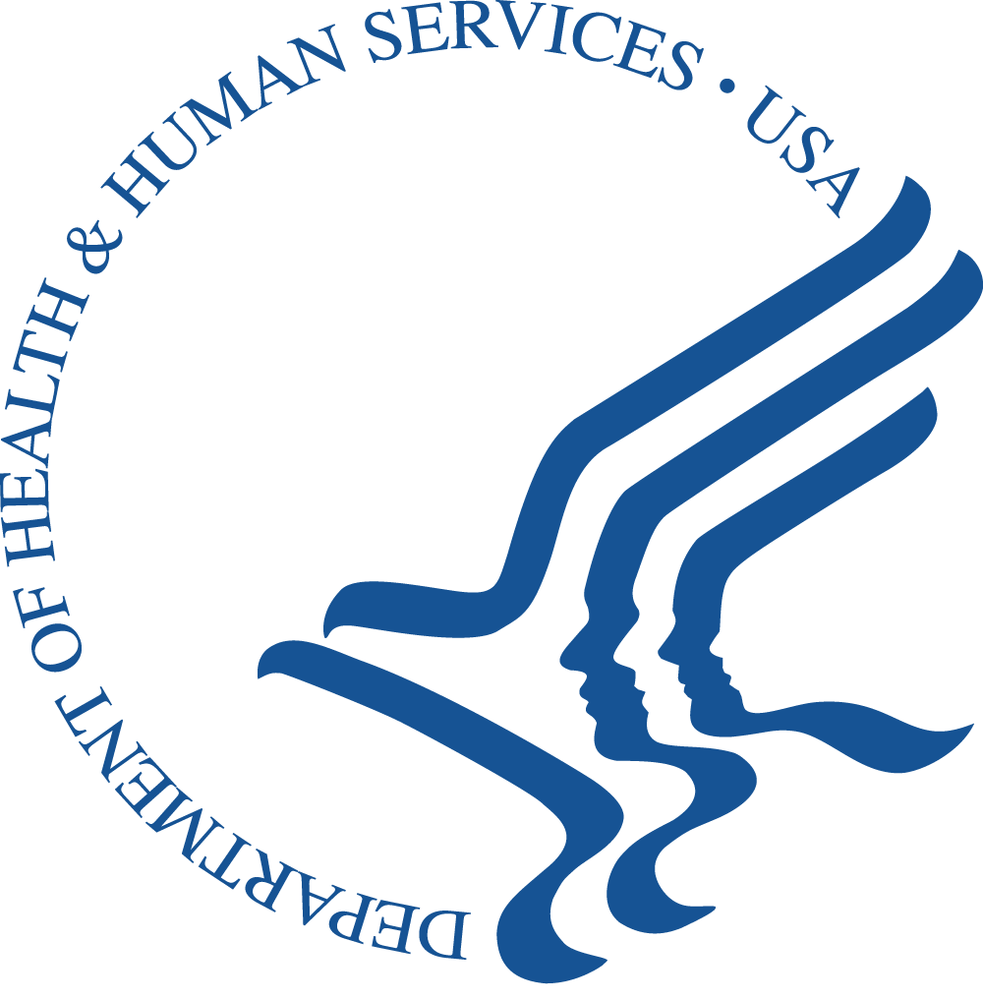 DEPARTMENT OF HEALTH & HUMAN SERVICES • USA